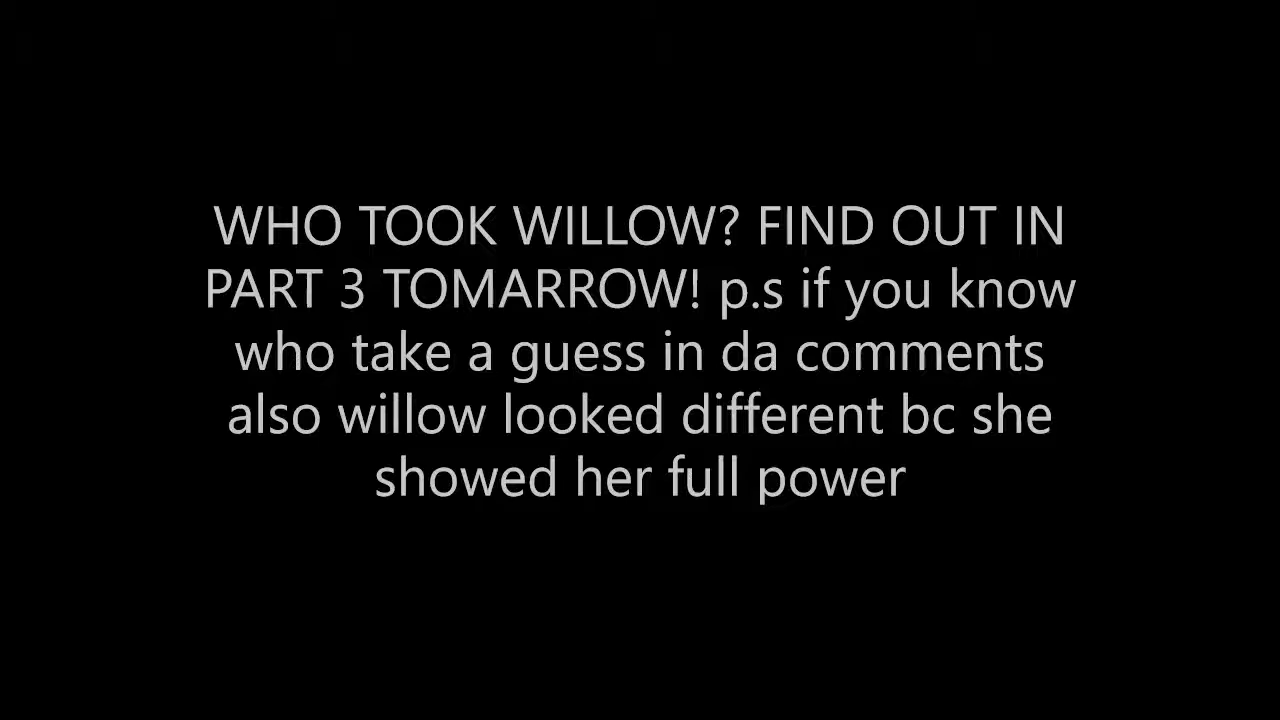 WHO TOOK WILLOW? FIND OUT IN
PART 3 TOMARROW! p.s if you know
who take a guess in da comments
also willow looked different bc she
showed her full power